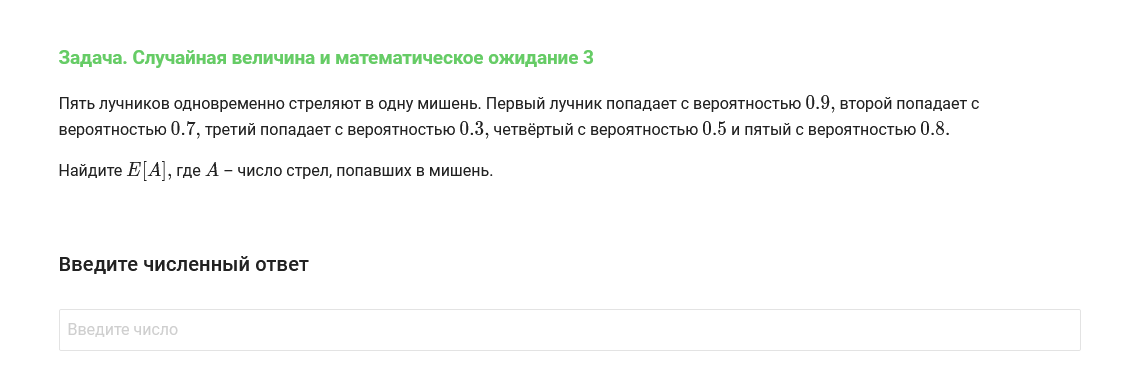 Задача. Случайная величина и математическое ожидание 3
Пять лучников одновременно стреляют в одну мишень. Первый лучник попадает с вероятностью 0.9, второй попадает с
вероятностью 0.7, третий попадает с вероятностью 0.3, четвёртый с вероятностью 0.5 и пятый с вероятностью 0.8.
Найдите E[A], где A – число стрел, попавших в мишень.
Введите численный ответ
Введите число